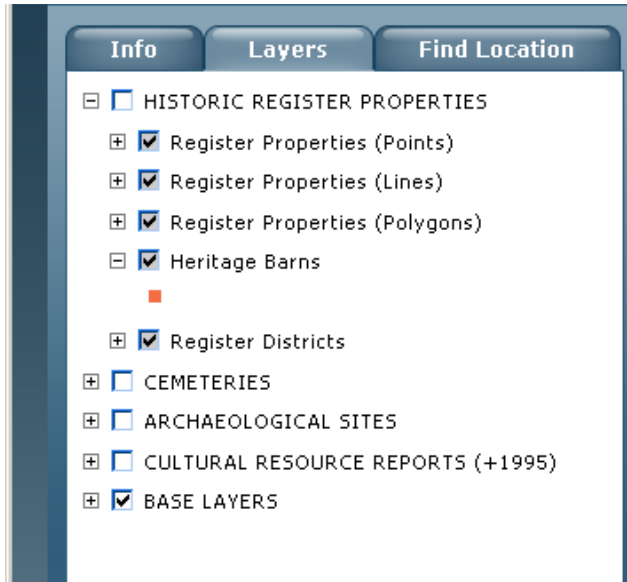 Info Layers Find Location
HISTORIC REGISTER PROPERTIES
Register Properties (Points)
Register Properties (Lines)
Register Properties (Polygons)
Heritage Barns
Register Districts
CEMETERIES
ARCHAEOLOGICAL SITES
CULTURAL RESOURCE REPORTS (+1995)
BASE LAYERS